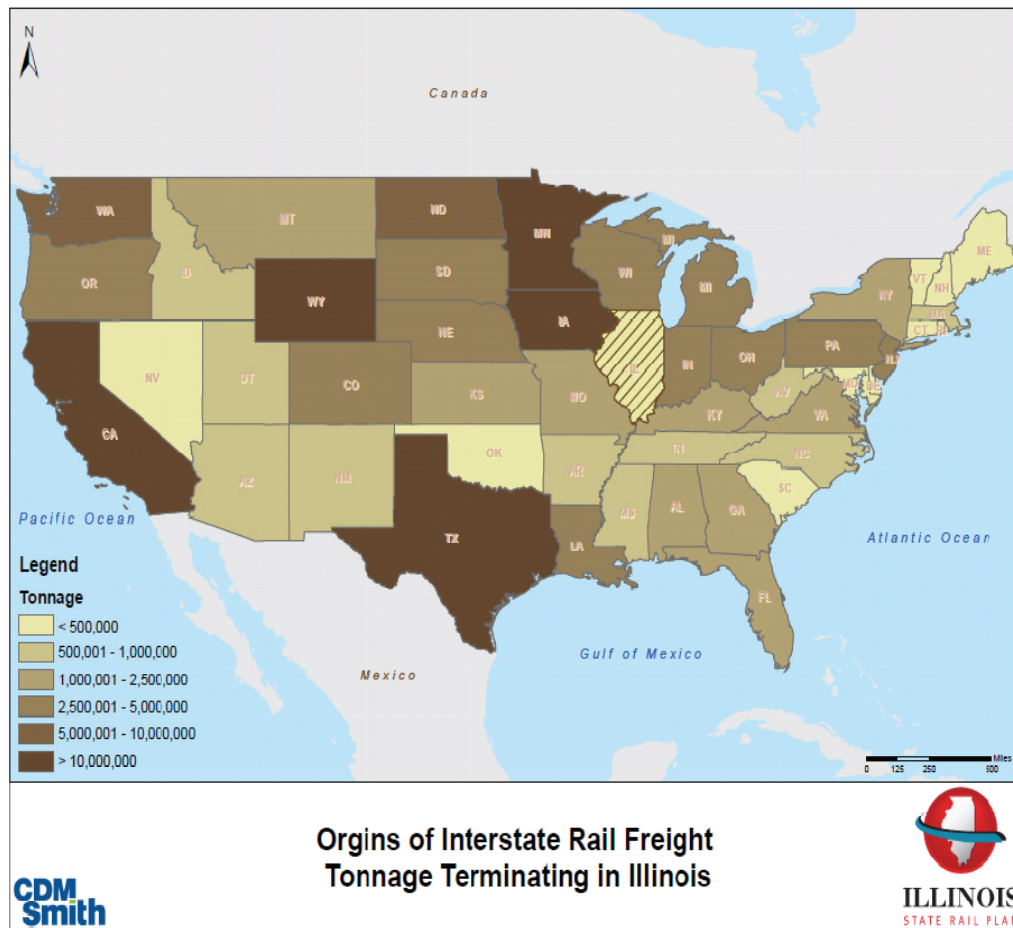 N
Canada
WA
MT
ND
MN
ME
ID
OR
SD
WI
MI
MI
VT
NH
NY
MA
CT
RI
WY
IA
NE
PA
NJ
NV
UT
CO
IL
IN
OH
MD
DE
WV
KS
MO
KY
VA
CA
OK
TN
NC
AZ
NM
AR
SC
MS
AL
GA
TX
LA
FL
Pacific Ocean
Atlantic Ocean
Gulf of Mexico
Mexico
Legend
Tonnage
< 500,000
500,001 - 1,000,000
1,000,001 - 2,500,000
2,500,001 - 5,000,000
5,000,001 - 10,000,000
> 10,000,000
Miles
0 125 250 500
Orgins of Interstate Rail Freight
Tonnage Terminating in Illinois
CDM
Smith
ILLINOIS
STATE RAIL PLAN